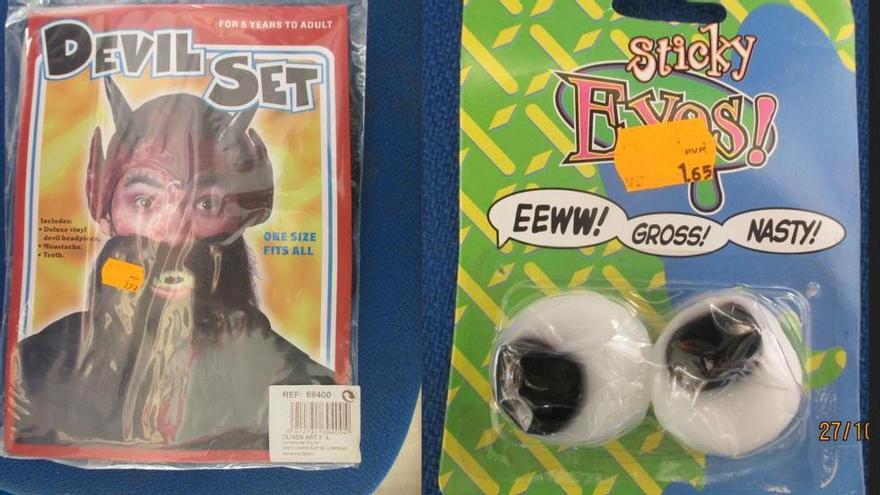 FOR 5 YEARS TO ADULT
DEVIL
SET
Includes:
• Deluxe vinyl
devil headpiece.
• Moustache.
• Teeth.
ONE SIZE
FITS ALL
REF: 69400
Sticky
Eyes!
P.V.P.
1.65
EEWW!
GROSS!
NASTY!
27/10